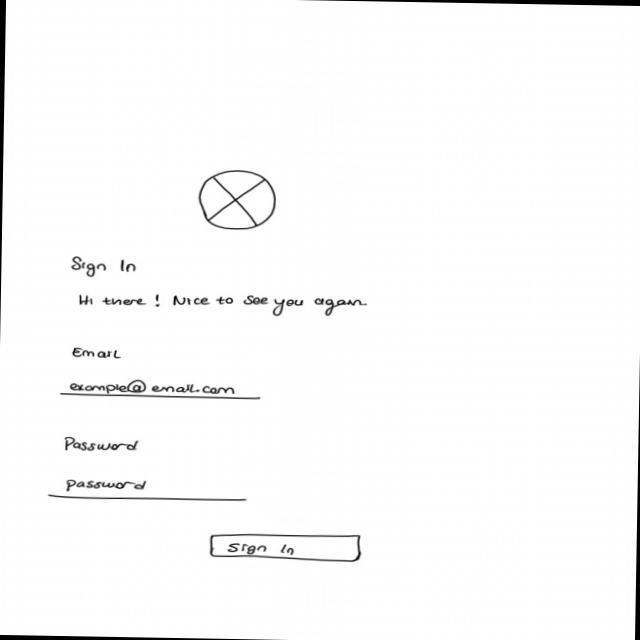 Sign In
Hi there! Nice to see you again.
Email
example@email.com
Password
password
Sign In